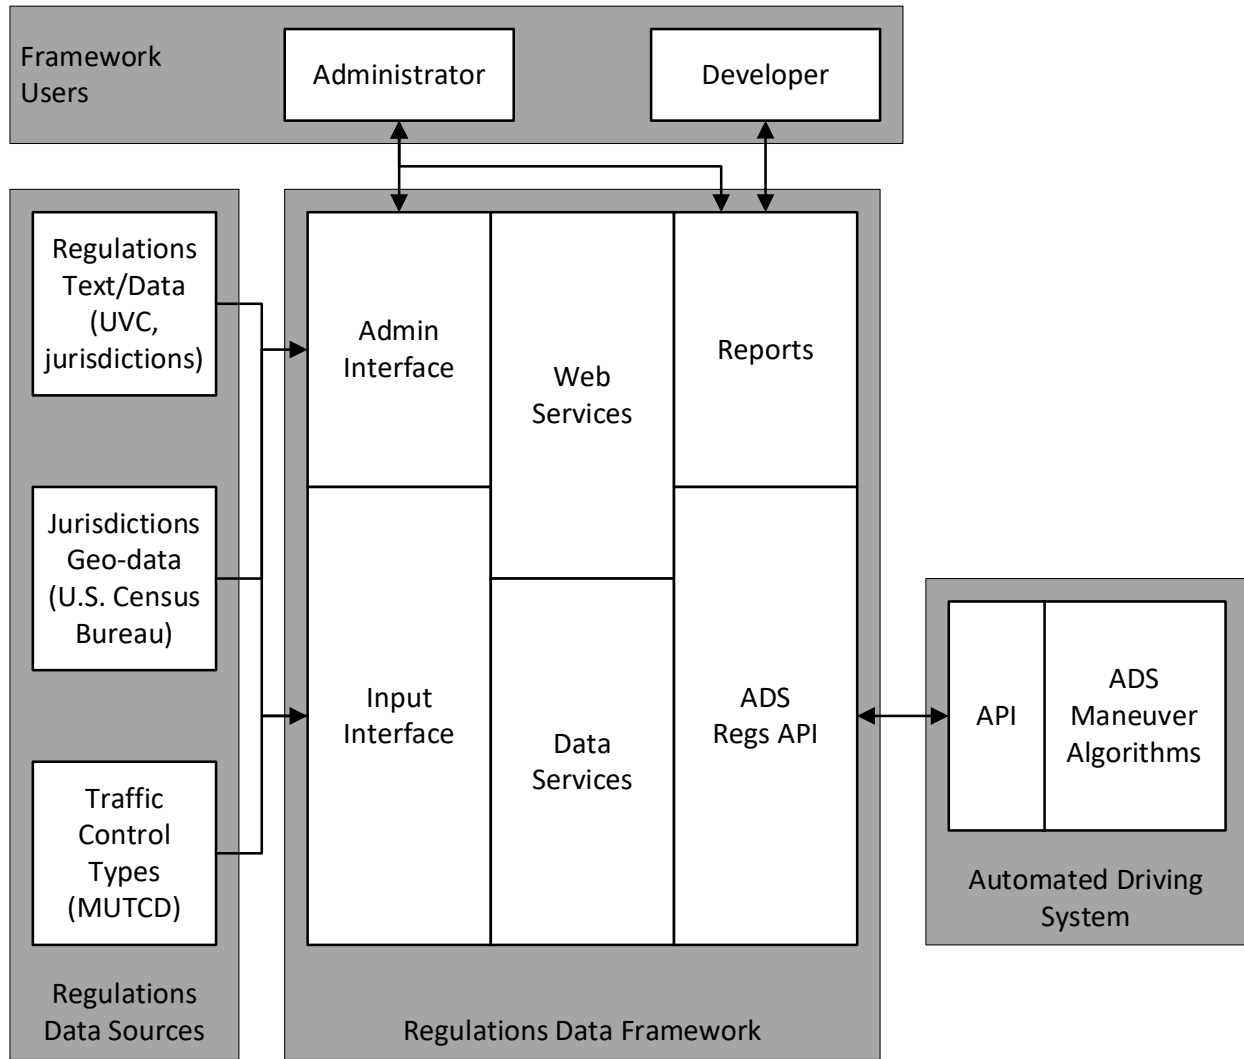 Framework
Users
Administrator
Developer
Regulations
Text/Data
(UVC,
jurisdictions)
Jurisdictions
Geo-data
(U.S. Census
Bureau)
Traffic
Control
Types
(MUTCD)
Regulations
Data Sources
Admin
Interface
Web
Services
Reports
Input
Interface
Data
Services
ADS
Regs API
Regulations Data Framework
API
ADS
Maneuver
Algorithms
Automated Driving
System